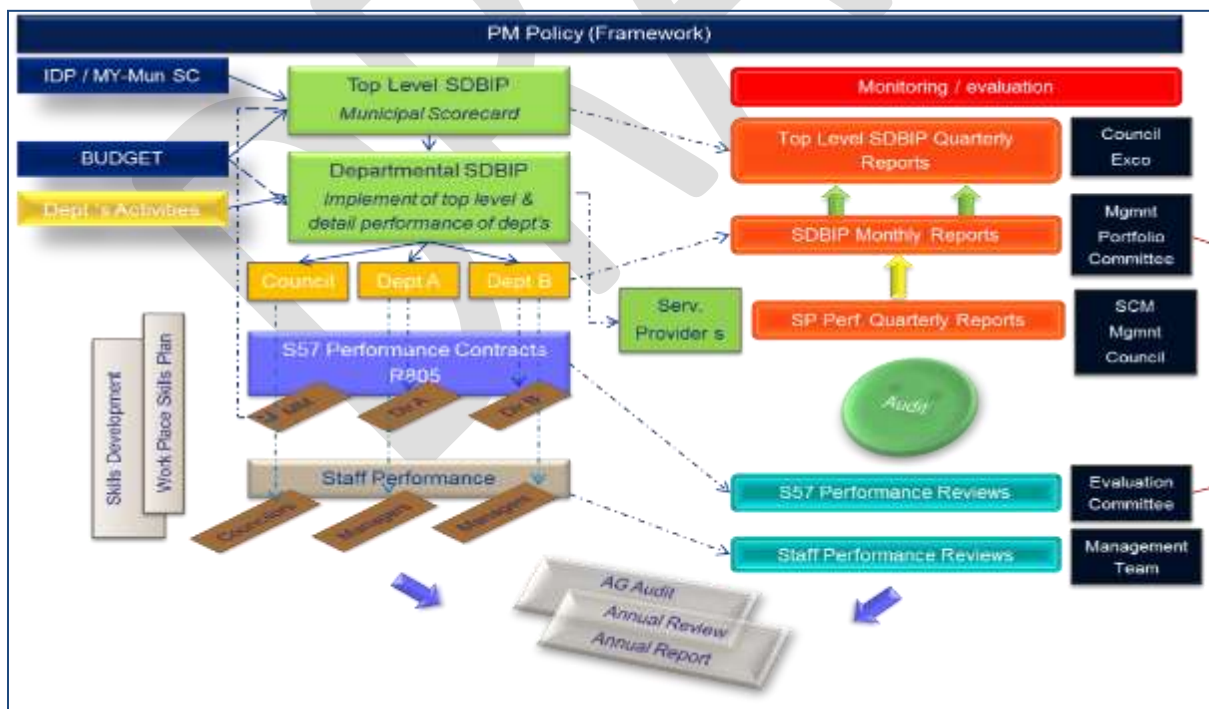 PM Policy (Framework)
IDP / MY-Mun SC
BUDGET
Dept.'s Activities
Top Level SDBIP
Municipal Scorecard
Departmental SDBIP
Implement of top level &
detail performance of dept's
Council
Dept A
Dept B
S57 Performance Contracts
R805
MM
Dir A
Dir B
Staff Performance
Councilors
Managers
Managers
Skills Development
Work Place Skills Plan
Serv.
Provider s
Monitoring / evaluation
Top Level SDBIP Quarterly
Reports
SDBIP Monthly Reports
SP Perf. Quarterly Reports
Audit
S57 Performance Reviews
Staff Performance Reviews
Council
Exco
Mgmnt
Portfolio
Committee
SCM
Mgmnt
Council
Evaluation
Committee
Management
Team
AG Audit
Annual Review
Annual Report